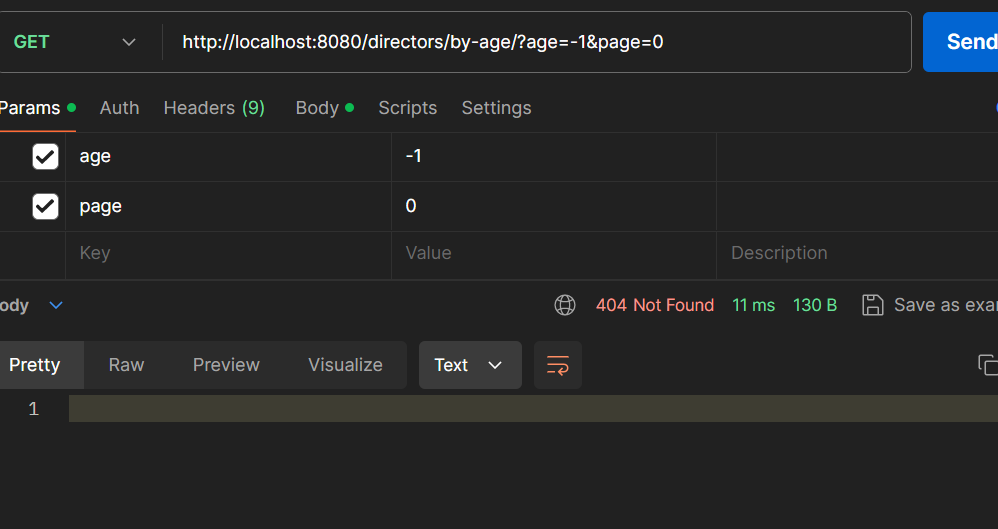 GET http://localhost:8080/directors/by-age/?age=-1&page=0 Send
Params Auth Headers (9) Body Scripts Settings
age -1
page 0
Key Value Description
ody 404 Not Found 11 ms 130 B Save as exar
Pretty Raw Preview Visualize Text
1